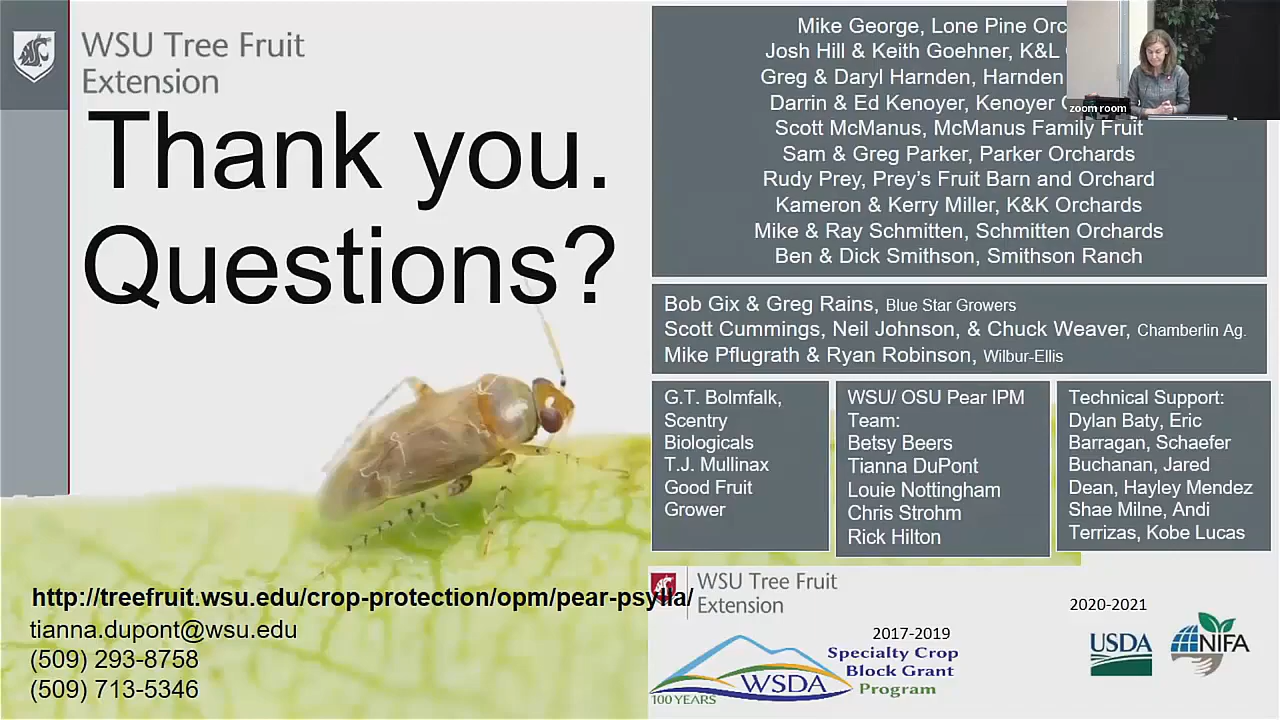 WSU Tree Fruit
Extension
Thank you.
Questions?
http://treefruit.wsu.edu/crop-protection/opm/pear-psylla/
tianna.dupont@wsu.edu
(509) 293-8758
(509) 713-5346
Mike George, Lone Pine
Josh Hill & Keith Goehner, K&L
Greg & Daryl Harnden, Harnden
Darrin & Ed Kenoyer, Kenoyer
Scott McManus, McManus Family Fruit
Sam & Greg Parker, Parker Orchards
Rudy Prey, Prey's Fruit Barn and Orchard
Kameron & Kerry Miller, K&K Orchards
Mike & Ray Schmitten, Schmitten Orchards
Ben & Dick Smithson, Smithson Ranch
zoom room
Bob Gix & Greg Rains, Blue Star Growers
Scott Cummings, Neil Johnson, & Chuck Weaver, Chamberlin Ag.
Mike Pflugrath & Ryan Robinson, Wilbur-Ellis
G.T. Bolmfalk,
Scentry
Biologicals
T.J. Mullinax
Good Fruit
Grower
WSU/ OSU Pear IPM
Team:
Betsy Beers
Tianna DuPont
Louie Nottingham
Chris Strohm
Rick Hilton
Technical Support:
Dylan Baty, Eric
Barragan, Schaefer
Buchanan, Jared
Dean, Hayley Mendez
Shae Milne, Andi
Terrizas, Kobe Lucas
WSU Tree Fruit
Extension
2017-2019
Specialty Crop
Block Grant
Program
WSDA
100 YEARS
2020-2021
USDA
NIFA